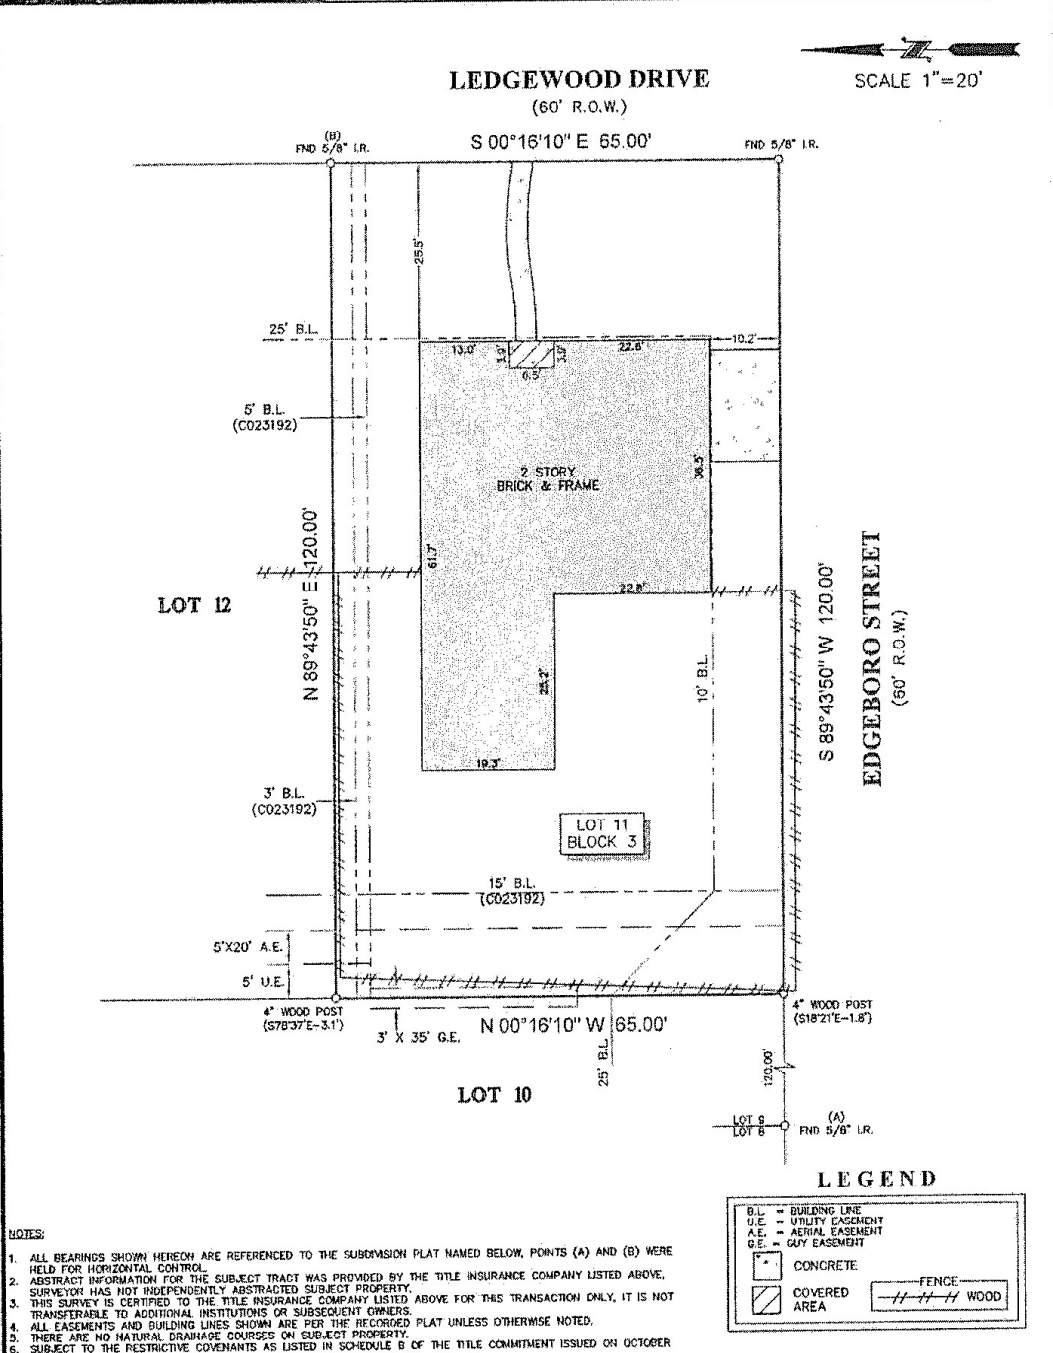 LEDGEWOOD DRIVE
(60' R.O.W.)
SCALE 1"=20'
(B)
FND 5/8" I.R.
S 00°16'10" E 65.00'
FND 5/8" I.R.
25.5'
25' B.L.
13.0'
3.9'
3.9'
6.5'
22.6'
10.2'
5' B.L.
(C023192)
2 STORY
BRICK & FRAME
36.5'
61.7'
N 89°43'50" E 120.00'
LOT 12
22.8'
25.2'
19.3'
10' B.L.
S 89°43'50" W 120.00'
EDGEBORO STREET
(60' R.O.W.)
3' B.L.
(C023192)
LOT 11
BLOCK 3
15' B.L.
(C023192)
5'X20' A.E.
5' U.E.
4" WOOD POST
(S78°37'E-3.1')
3' X 35' G.E.
N 00°16'10" W 65.00'
25' B.L.
4" WOOD POST
(S18°21'E-1.8')
LOT 10
120.00'
LOT 9
LOT 8
(A)
FND 5/8" I.R.
LEGEND
B.L. = BUILDING LINE
U.E. = UTILITY EASEMENT
A.E. = AERIAL EASEMENT
G.E. = GUY EASEMENT
CONCRETE
COVERED
AREA
FENCE
WOOD
NOTES:
1. ALL BEARINGS SHOWN HEREON ARE REFERENCED TO THE SUBDIVISION PLAT NAMED BELOW, POINTS (A) AND (B) WERE
HELD FOR HORIZONTAL CONTROL.
2. ABSTRACT INFORMATION FOR THE SUBJECT TRACT WAS PROVIDED BY THE TITLE INSURANCE COMPANY LISTED ABOVE,
SURVEYOR HAS NOT INDEPENDENTLY ABSTRACTED SUBJECT PROPERTY.
3. THIS SURVEY IS CERTIFIED TO THE TITLE INSURANCE COMPANY LISTED ABOVE FOR THIS TRANSACTION ONLY, IT IS NOT
TRANSFERABLE TO ADDITIONAL INSTITUTIONS OR SUBSEQUENT OWNERS.
4. ALL EASEMENTS AND BUILDING LINES SHOWN ARE PER THE RECORDED PLAT UNLESS OTHERWISE NOTED.
5. THERE ARE NO NATURAL DRAINAGE COURSES ON SUBJECT PROPERTY.
6. SUBJECT TO THE RESTRICTIVE COVENANTS AS LISTED IN SCHEDULE B OF THE TITLE COMMITMENT ISSUED ON OCTOBER